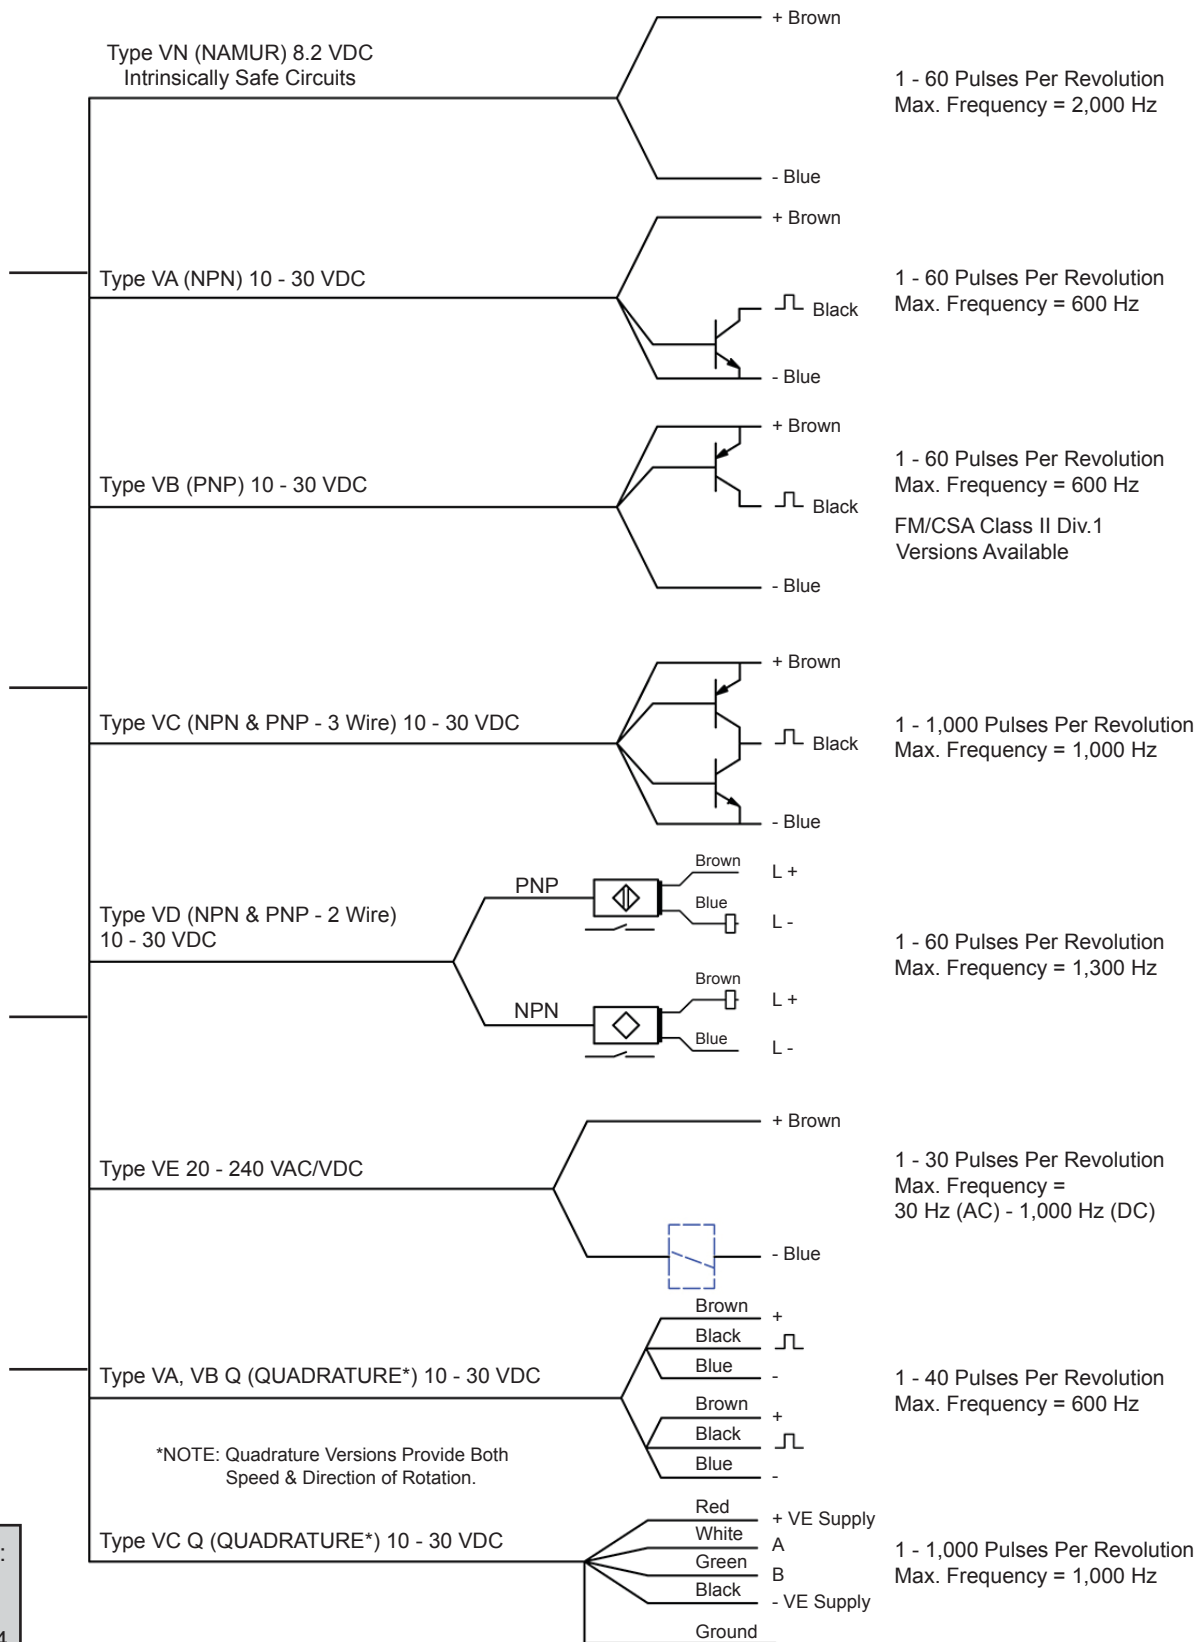 + Brown
Type VN (NAMUR) 8.2 VDC
Intrinsically Safe Circuits
1 - 60 Pulses Per Revolution
Max. Frequency = 2,000 Hz
- Blue
+ Brown
Type VA (NPN) 10 - 30 VDC
1 - 60 Pulses Per Revolution
Max. Frequency = 600 Hz
Black
- Blue
+ Brown
Type VB (PNP) 10 - 30 VDC
1 - 60 Pulses Per Revolution
Max. Frequency = 600 Hz
Black
FM/CSA Class II Div.1
Versions Available
- Blue
+ Brown
Type VC (NPN & PNP - 3 Wire) 10 - 30 VDC
1 - 1,000 Pulses Per Revolution
Max. Frequency = 1,000 Hz
Black
- Blue
Brown
L +
PNP
Blue
L -
Type VD (NPN & PNP - 2 Wire)
10 - 30 VDC
1 - 60 Pulses Per Revolution
Max. Frequency = 1,300 Hz
Brown
L +
NPN
Blue
L -
+ Brown
Type VE 20 - 240 VAC/VDC
1 - 30 Pulses Per Revolution
Max. Frequency =
30 Hz (AC) - 1,000 Hz (DC)
- Blue
Brown
+
Black
Blue
-
Type VA, VB Q (QUADRATURE*) 10 - 30 VDC
1 - 40 Pulses Per Revolution
Max. Frequency = 600 Hz
Brown
+
Black
Blue
-
*NOTE: Quadrature Versions Provide Both
Speed & Direction of Rotation.
Red
+ VE Supply
White
A
Green
B
Black
- VE Supply
Ground
Type VC Q (QUADRATURE*) 10 - 30 VDC
1 - 1,000 Pulses Per Revolution
Max. Frequency = 1,000 Hz
:
4